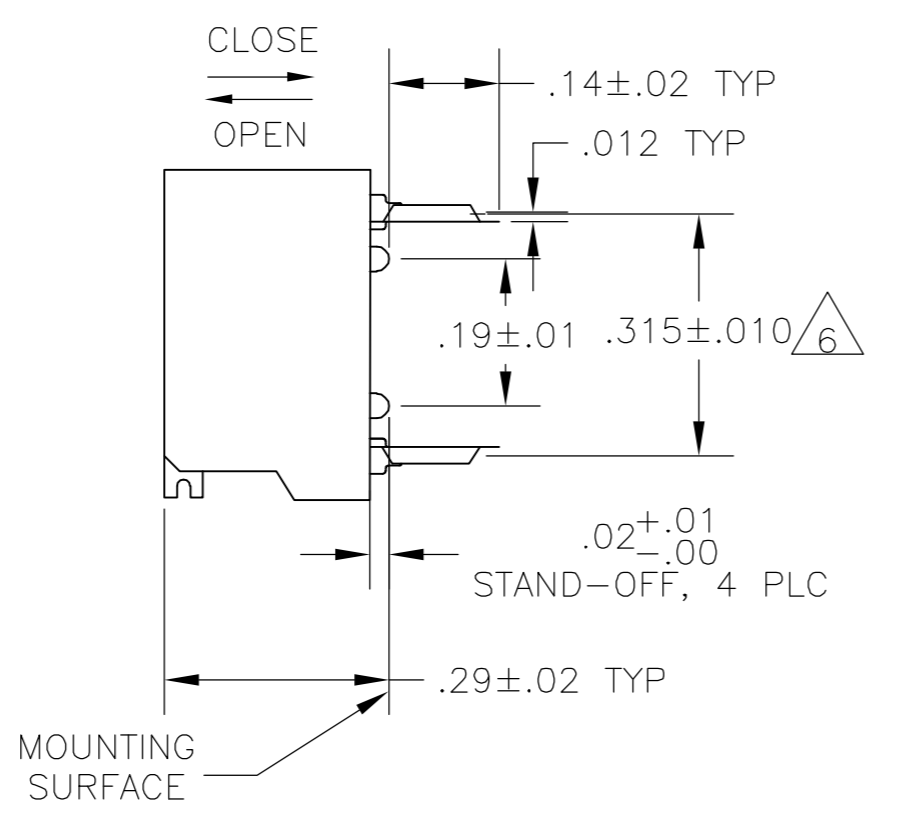 CLOSE
OPEN
.14±.02 TYP
.012 TYP
.19±.01
.315±.010
6
.02+.01
-.00
STAND-OFF, 4 PLC
.29±.02 TYP
MOUNTING
SURFACE